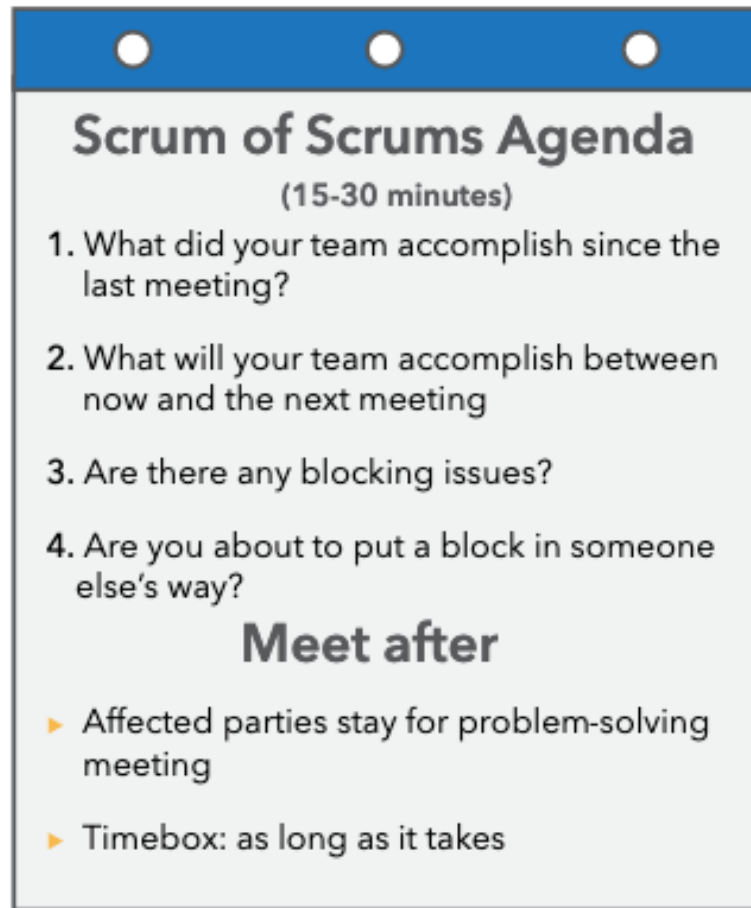 Scrum of Scrums Agenda
(15-30 minutes)
1. What did your team accomplish since the
last meeting?
2. What will your team accomplish between
now and the next meeting
3. Are there any blocking issues?
4. Are you about to put a block in someone
else's way?
Meet after
▸ Affected parties stay for problem-solving
meeting
▸ Timebox: as long as it takes